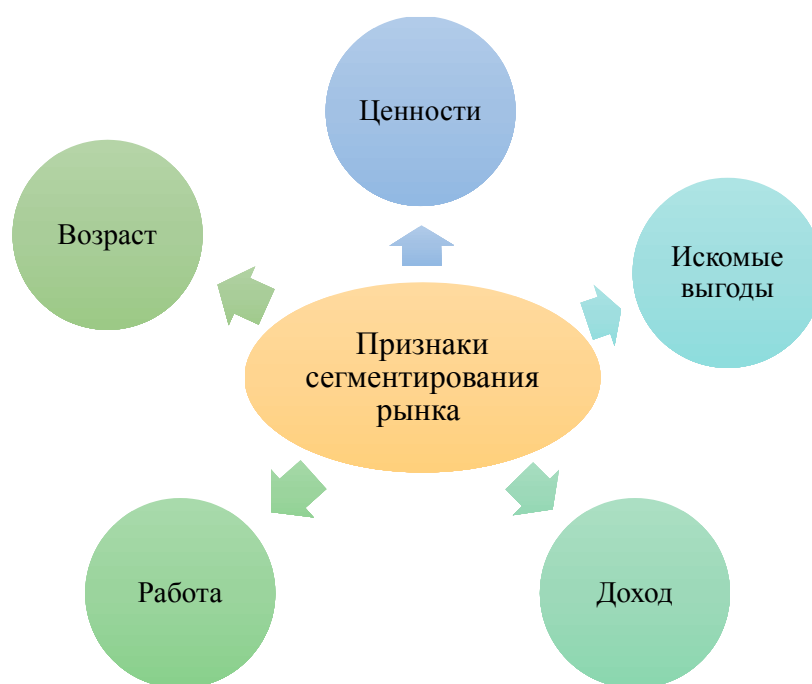 Ценности
Возраст
Искомые
выгоды
Признаки
сегментирования
рынка
Работа
Доход